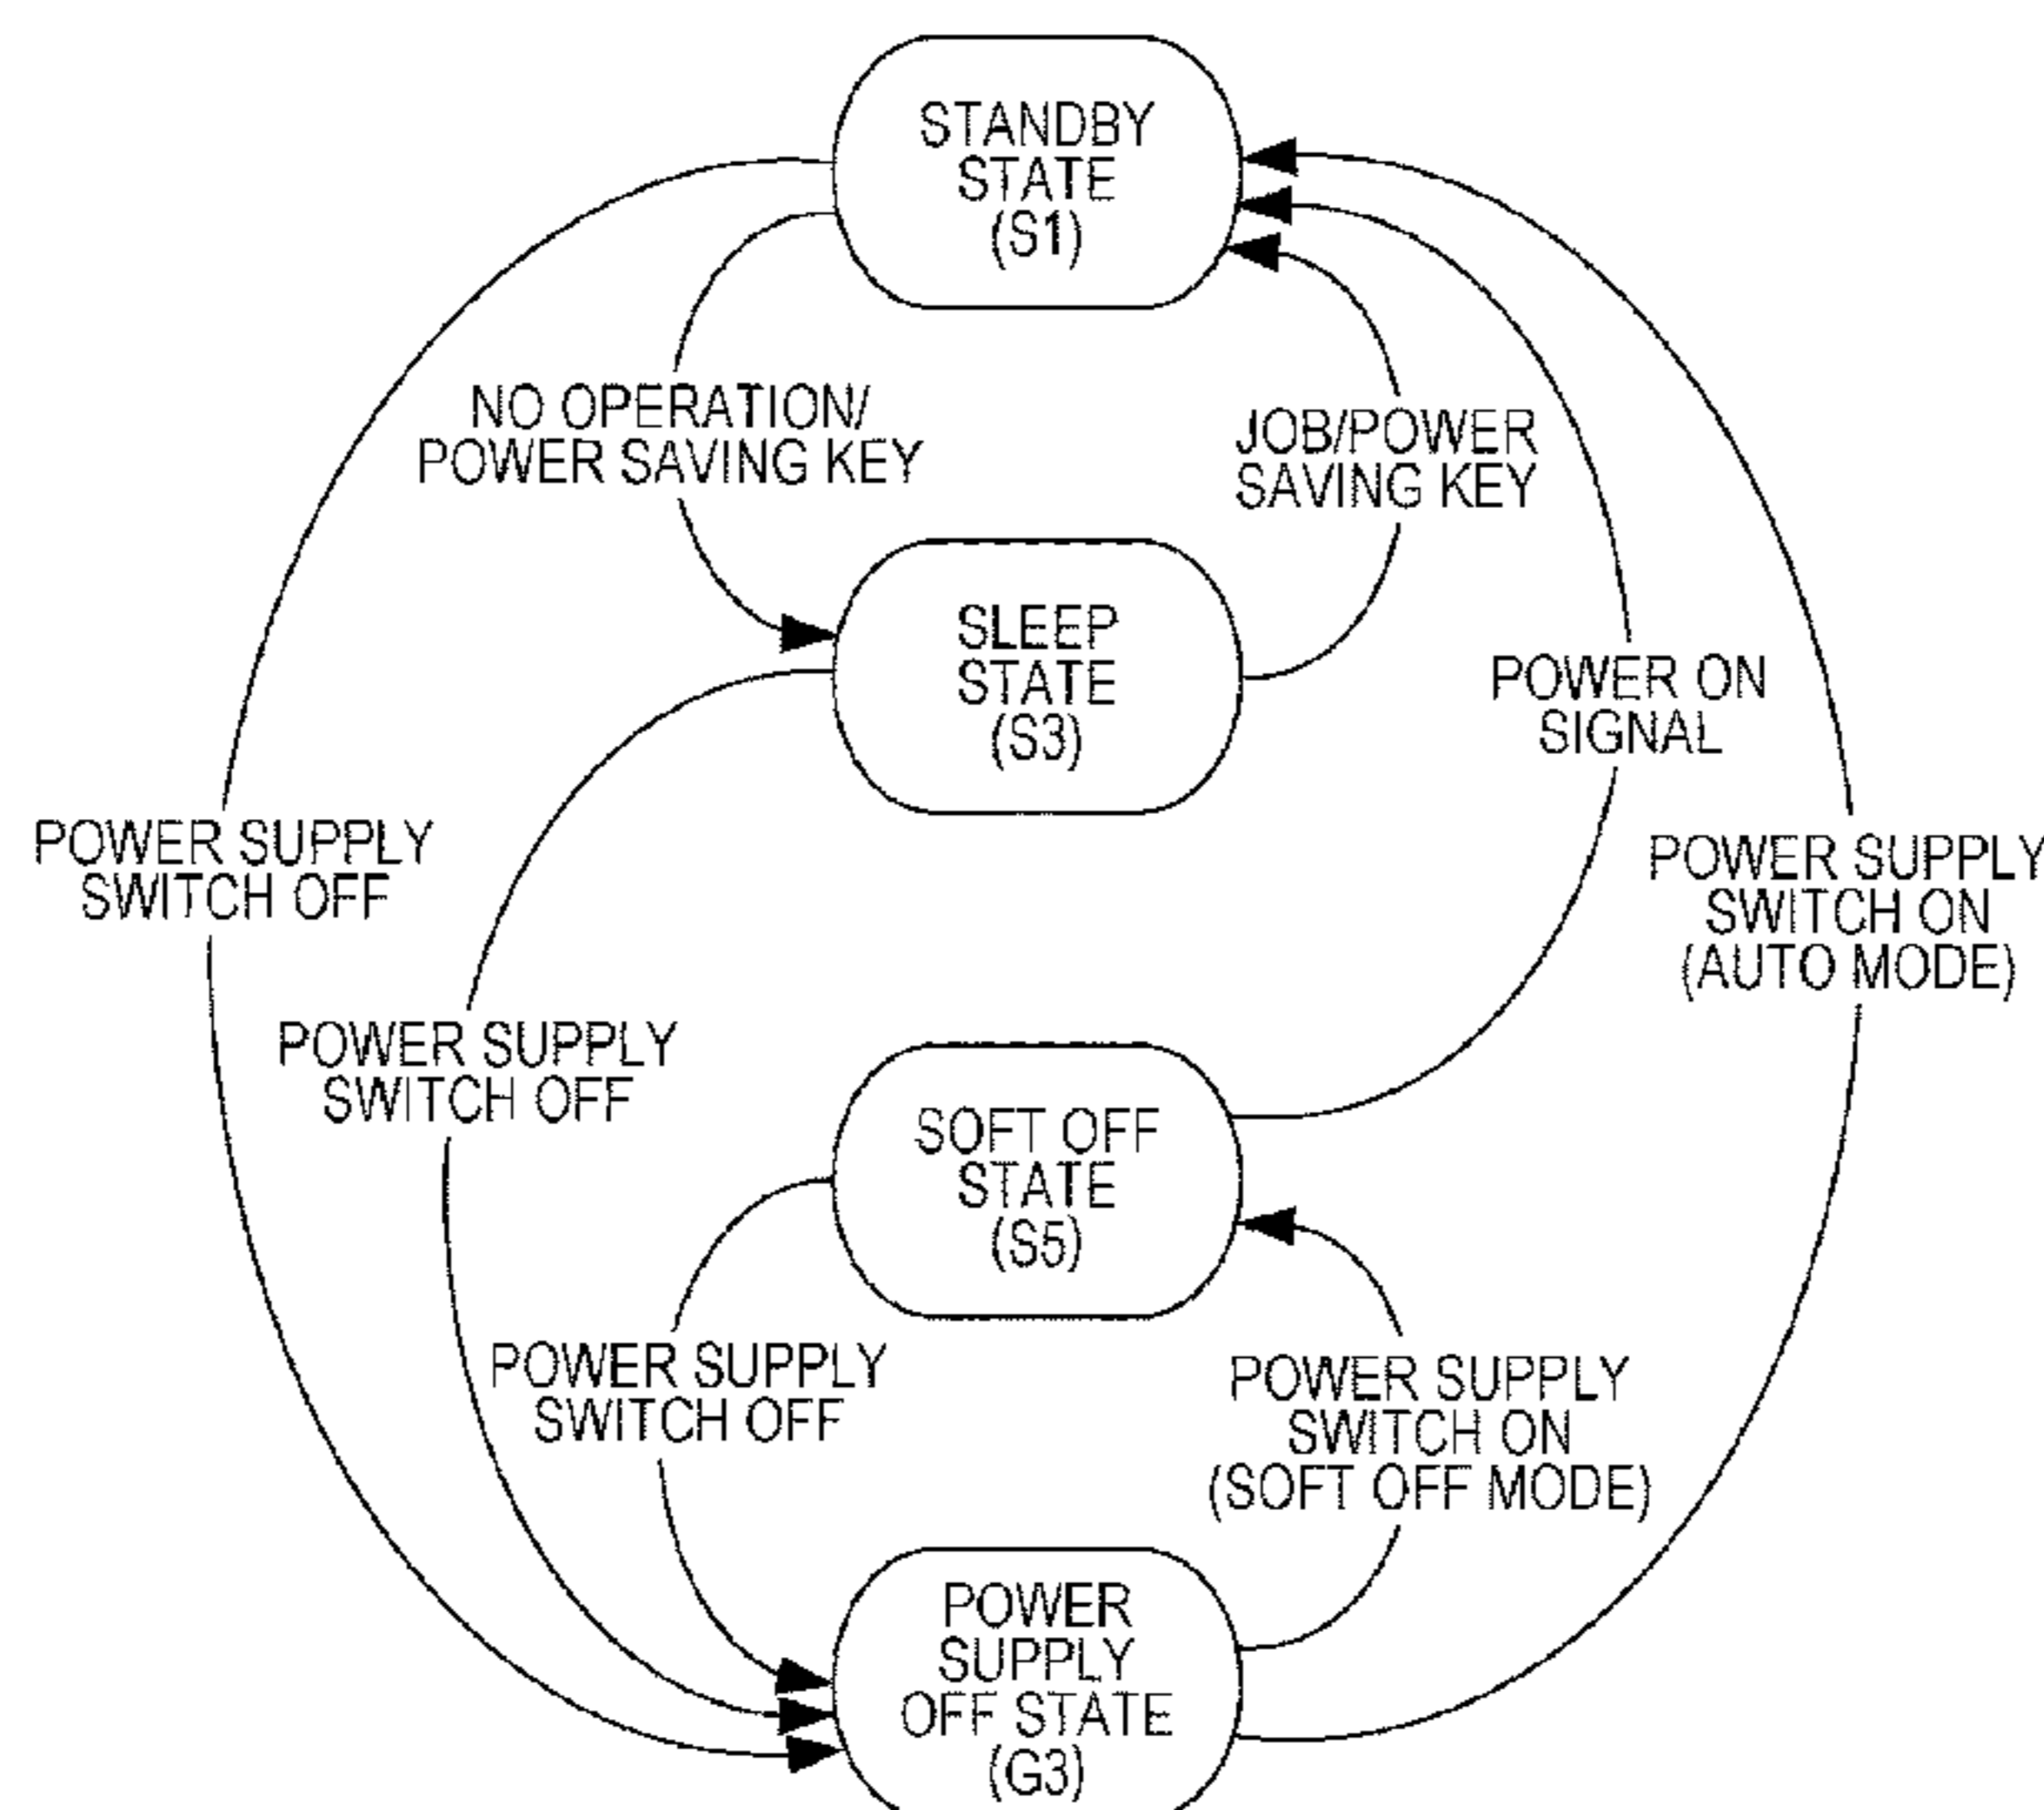 STANDBY
STATE
(S1)
NO OPERATION/
POWER SAVING KEY
JOB/POWER
SAVING KEY
SLEEP
STATE
(S3)
POWER ON
SIGNAL
POWER SUPPLY
SWITCH OFF
POWER SUPPLY
SWITCH ON
(AUTO MODE)
POWER SUPPLY
SWITCH OFF
SOFT OFF
STATE
(S5)
POWER SUPPLY
SWITCH OFF
POWER SUPPLY
SWITCH ON
(SOFT OFF MODE)
POWER
SUPPLY
OFF STATE
(G3)